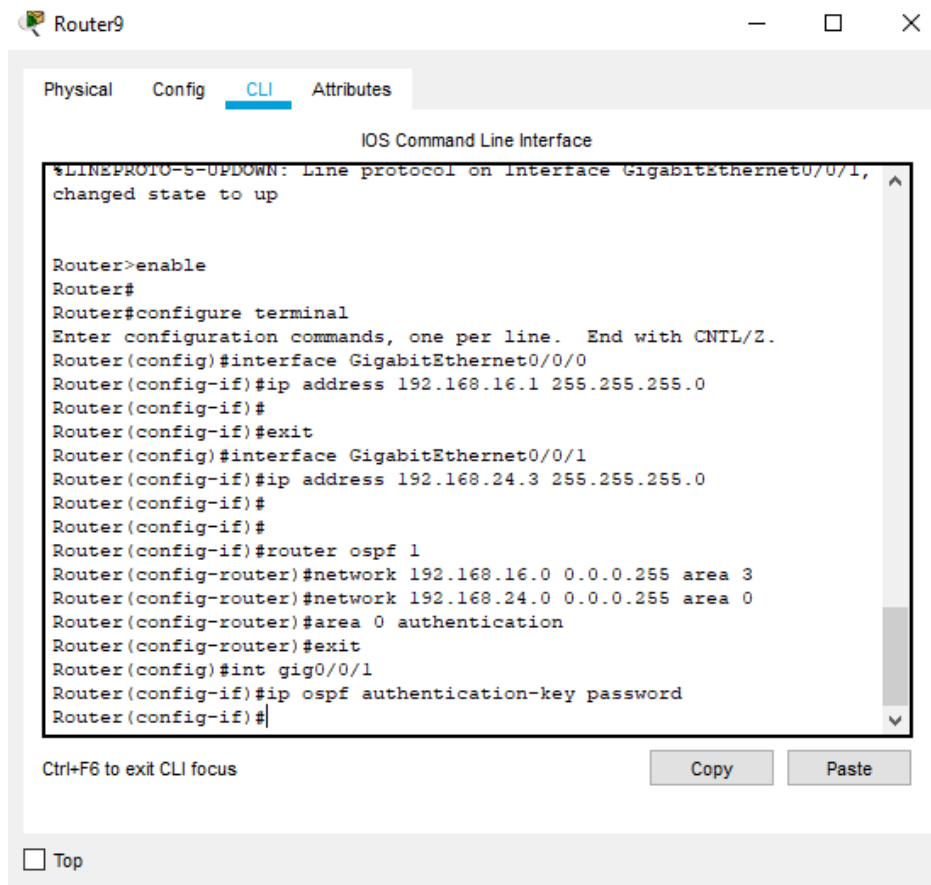 Router9
Physical Config CLI Attributes
IOS Command Line Interface
%LINEPROTO-5-UPDOWN: Line protocol on Interface GigabitEthernet0/0/1,
changed state to up
Router>enable
Router#
Router#configure terminal
Enter configuration commands, one per line.  End with CNTL/Z.
Router(config)#interface GigabitEthernet0/0/0
Router(config-if)#ip address 192.168.16.1 255.255.255.0
Router(config-if)#
Router(config-if)#exit
Router(config)#interface GigabitEthernet0/0/1
Router(config-if)#ip address 192.168.24.3 255.255.255.0
Router(config-if)#
Router(config-if)#
Router(config-if)#router ospf 1
Router(config-router)#network 192.168.16.0 0.0.0.255 area 3
Router(config-router)#network 192.168.24.0 0.0.0.255 area 0
Router(config-router)#area 0 authentication
Router(config-router)#exit
Router(config)#int gig0/0/1
Router(config-if)#ip ospf authentication-key password
Router(config-if)#
Ctrl+F6 to exit CLI focus
Copy Paste
Top